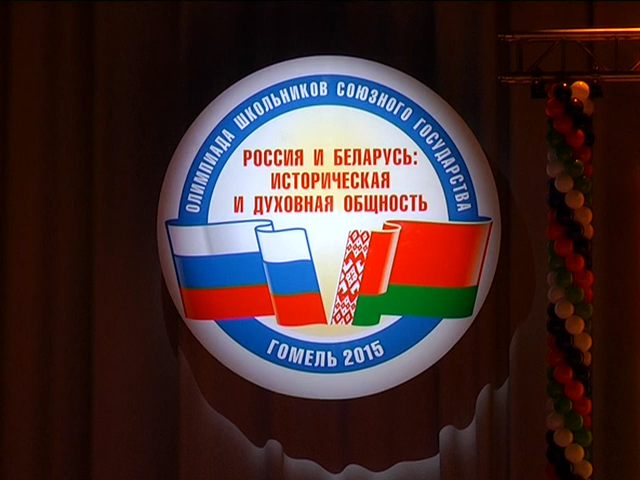 ОЛИМПИАДА ШКОЛЬНИКОВ СОЮЗНОГО ГОСУДАРСТВА
РОССИЯ И БЕЛАРУСЬ:
ИСТОРИЧЕСКАЯ
И ДУХОВНАЯ ОБЩНОСТЬ
ГОМЕЛЬ 2015